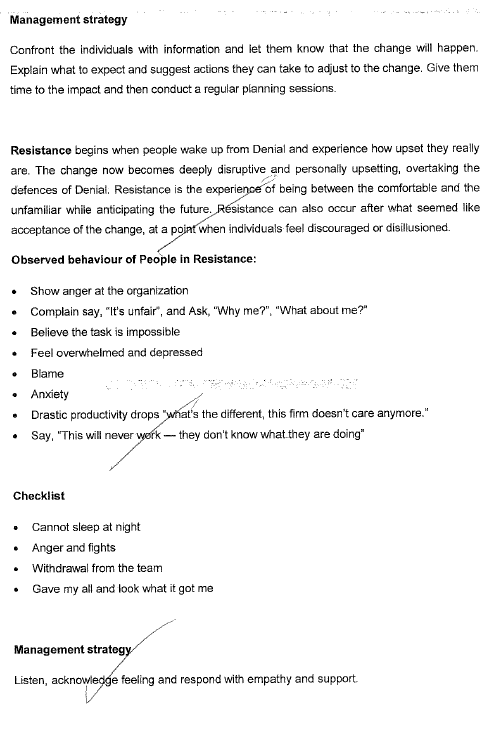 Management strategy
Confront the individuals with information and let them know that the change will happen.
Explain what to expect and suggest actions they can take to adjust to the change. Give them
time to the impact and then conduct a regular planning sessions.
Resistance begins when people wake up from Denial and experience how upset they really
are. The change now becomes deeply disruptive and personally upsetting, overtaking the
defences of Denial. Resistance is the experience of being between the comfortable and the
unfamiliar while anticipating the future. Resistance can also occur after what seemed like
acceptance of the change, at a point when individuals feel discouraged or disillusioned.
Observed behaviour of People in Resistance:
• Show anger at the organization
• Complain say, "It's unfair", and Ask, "Why me?", "What about me?"
• Believe the task is impossible
• Feel overwhelmed and depressed
• Blame
• Anxiety
• Drastic productivity drops "what's the different, this firm doesn't care anymore."
• Say, "This will never work — they don't know what they are doing"
Checklist
• Cannot sleep at night
• Anger and fights
• Withdrawal from the team
• Gave my all and look what it got me
Management strategy
Listen, acknowledge feeling and respond with empathy and support.